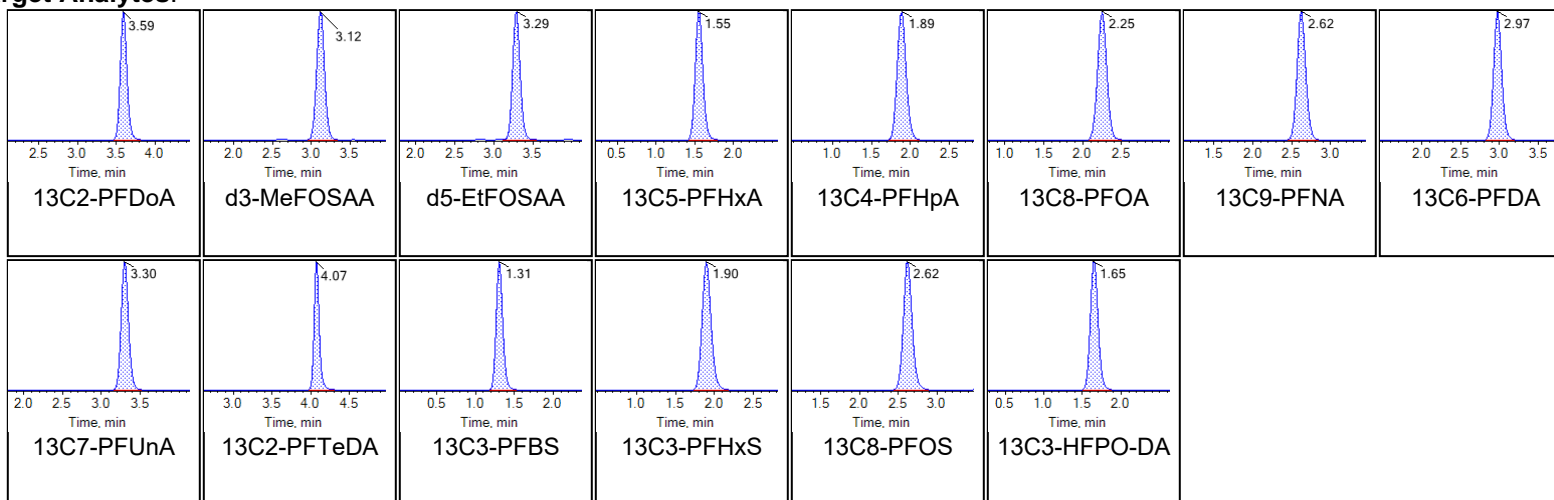 rget Analytes:
3.59 3.12 3.29 1.55 1.89 2.25 2.62 2.97
2.5 3.0 3.5 4.0 2.0 2.5 3.0 3.5 2.0 2.5 3.0 3.5 0.5 1.0 1.5 2.0 1.0 1.5 2.0 2.5 1.0 1.5 2.0 2.5 1.5 2.0 2.5 3.0 2.0 2.5 3.0 3.5
Time, min Time, min Time, min Time, min Time, min Time, min Time, min Time, min
13C2-PFDoA d3-MeFOSAA d5-EtFOSAA 13C5-PFHxA 13C4-PFHpA 13C8-PFOA 13C9-PFNA 13C6-PFDA
3.30 4.07 1.31 1.90 2.62 1.65
2.0 2.5 3.0 3.5 3.0 3.5 4.0 4.5 0.5 1.0 1.5 2.0 1.0 1.5 2.0 2.5 1.5 2.0 2.5 3.0 0.5 1.0 1.5 2.0
Time, min Time, min Time, min Time, min Time, min Time, min
13C7-PFUnA 13C2-PFTeDA 13C3-PFBS 13C3-PFHxS 13C8-PFOS 13C3-HFPO-DA